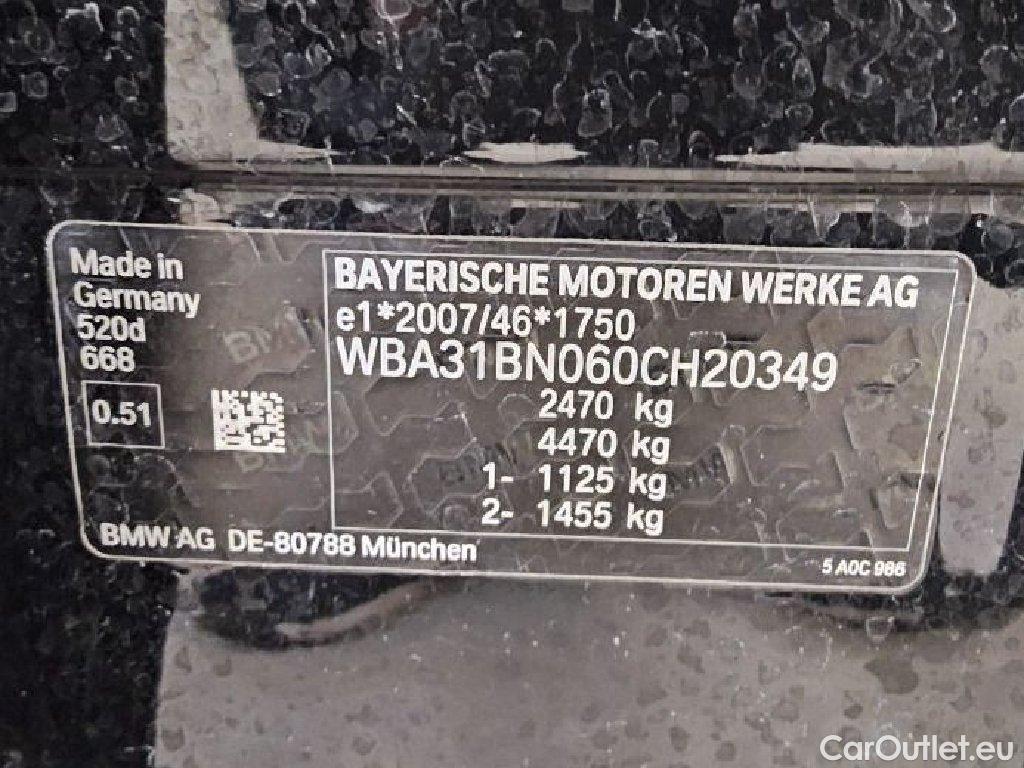 Made in
Germany
520d
668
0.51
BAYERISCHE MOTOREN WERKE AG
e1*2007/46*1750
WBA31BN060CH20349
2470 kg
4470 kg
1- 1125 kg
2- 1455 kg
BMW AG DE-80788 München
5 A0C 986
CarOutlet.eu